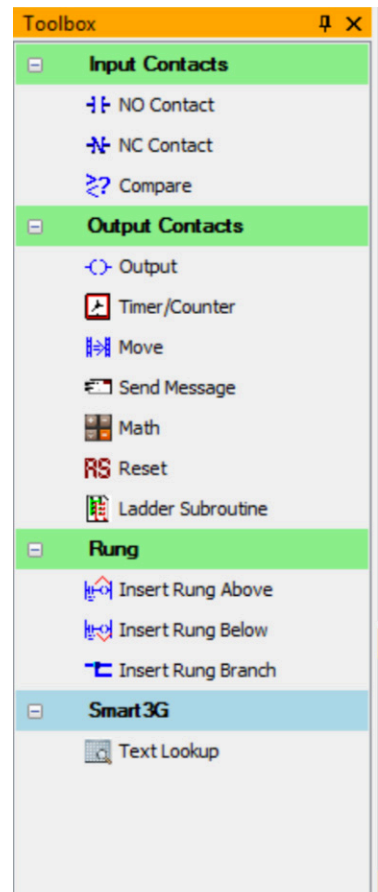 Toolbox
Input Contacts
NO Contact
NC Contact
Compare
Output Contacts
Output
Timer/Counter
Move
Send Message
Math
RS Reset
Ladder Subroutine
Rung
Insert Rung Above
Insert Rung Below
Insert Rung Branch
Smart3G
Text Lookup